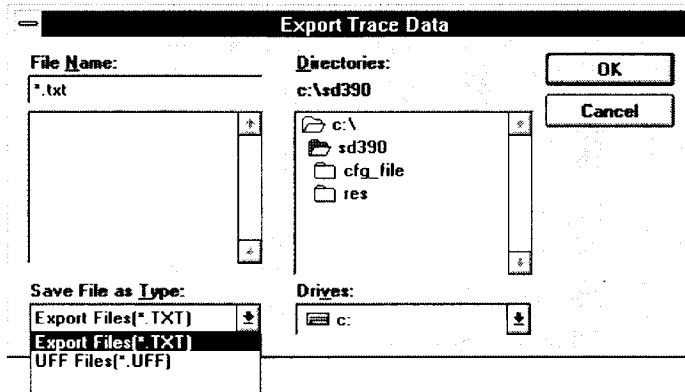 Export Trace Data
File Name:
*.txt
Directories:
c:\sd390
c:\
sd390
cfg_file
res
OK
Cancel
Save File as Type:
Export Files(*.TXT)
Export Files(*.TXT)
UFF Files(*.UFF)
Drives:
c: